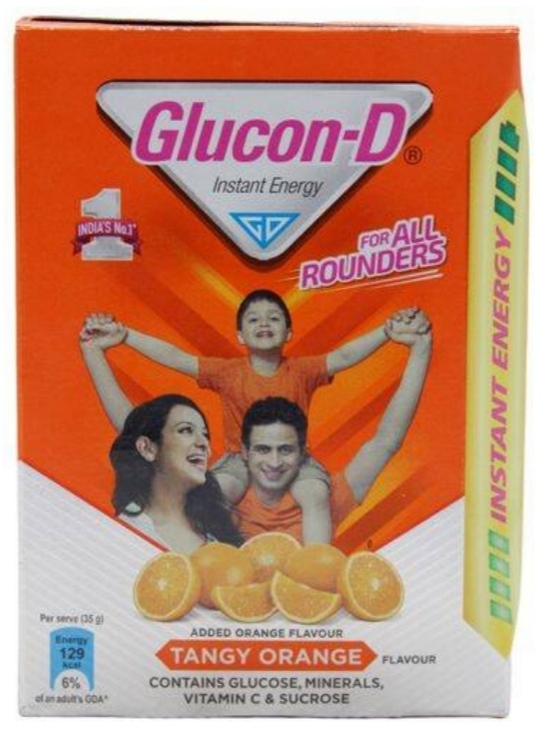 Glucon-D®
Instant Energy
GD
1
INDIA'S No.1*
FOR ALL
ROUNDERS
INSTANT ENERGY
Per serve (35 g)
Energy
129
kcal
6%
of an adult's GDA*
ADDED ORANGE FLAVOUR
TANGY ORANGE FLAVOUR
CONTAINS GLUCOSE, MINERALS,
VITAMIN C & SUCROSE